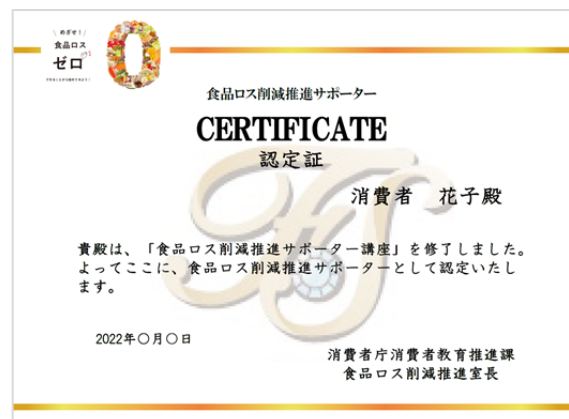 \ めざせ！ /
食品ロス
ゼロ
食品ロス削減推進サポーター
CERTIFICATE
認定証
消費者　花子殿
貴殿は、「食品ロス削減推進サポーター講座」を修了しました。
よってここに、食品ロス削減推進サポーターとして認定いたし
ます。
2022年〇月〇日
消費者庁消費者教育推進課
食品ロス削減推進室長